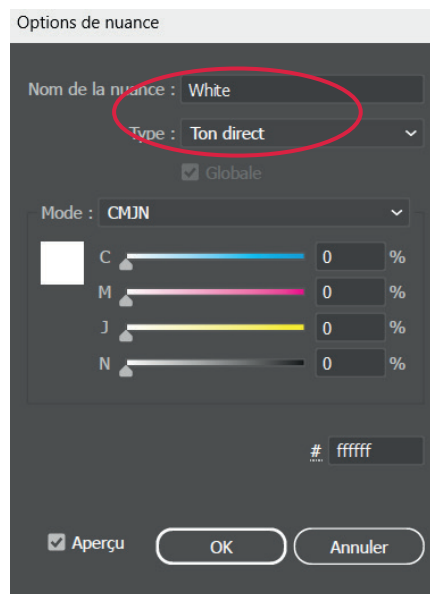 Options de nuance
Nom de la nuance : White
Type : Ton direct
Globale
Mode : CMJN
C 0 %
M 0 %
J 0 %
N 0 %
# ffffff
Aperçu OK Annuler